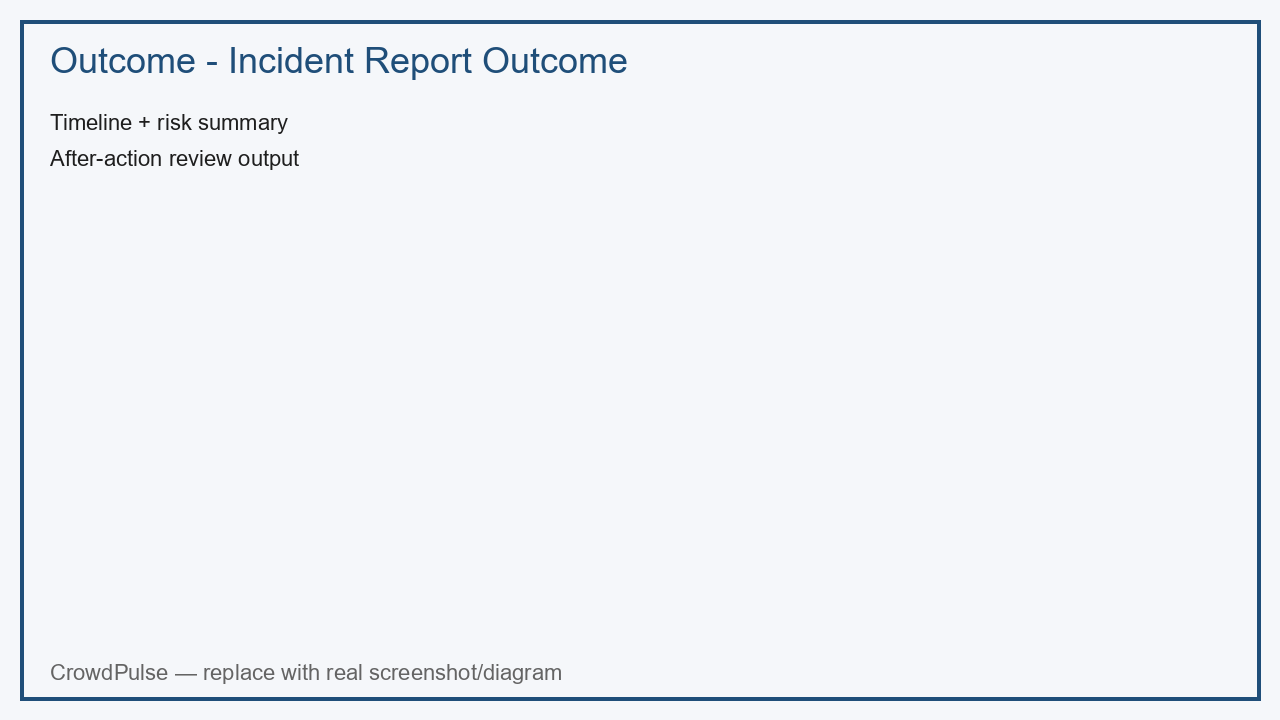 Outcome - Incident Report Outcome
Timeline + risk summary
After-action review output
CrowdPulse — replace with real screenshot/diagram